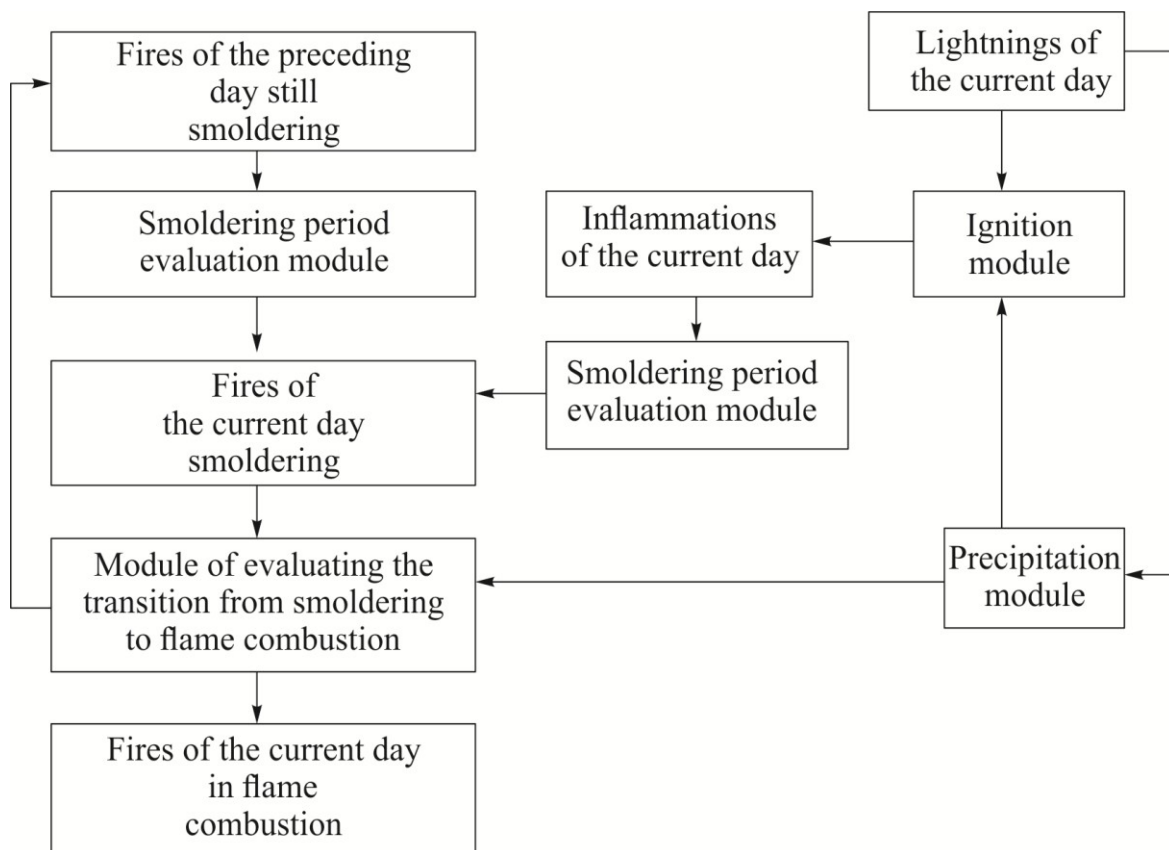 Fires of the preceding
day still
smoldering
Lightnings of
the current day
Smoldering period
evaluation module
Inflammations
of the current day
Ignition
module
Fires of
the current day
smoldering
Smoldering period
evaluation module
Module of evaluating the
transition from smoldering
to flame combustion
Precipitation
module
Fires of the current day
in flame
combustion